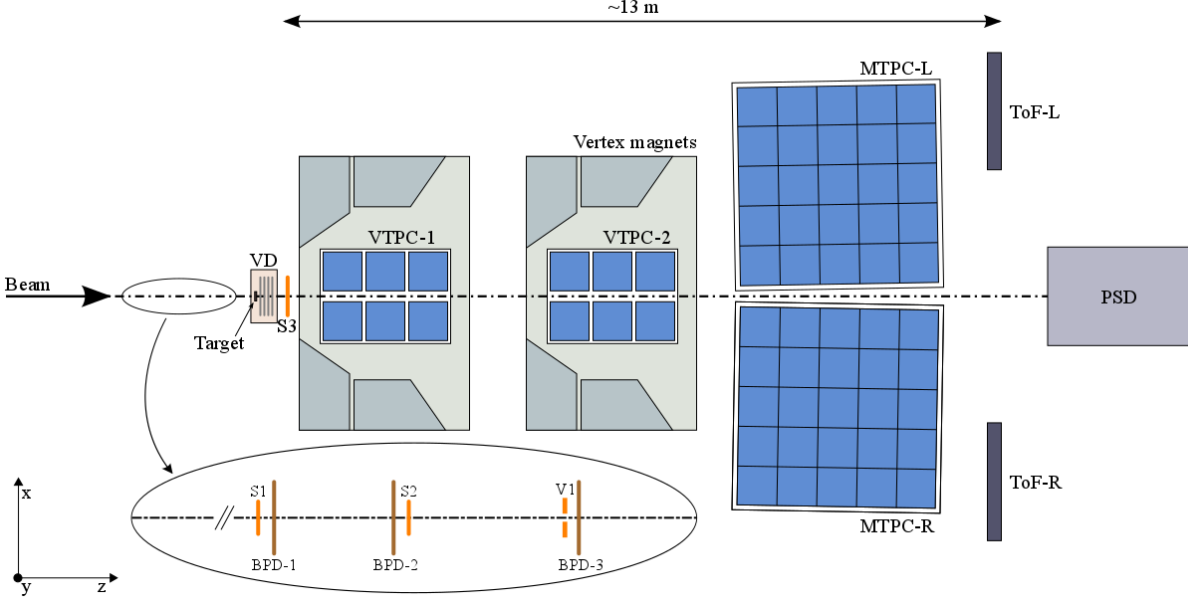 ~13 m
MTPC-L
ToF-L
Vertex magnets
VTPC-1
VTPC-2
VD
Beam
PSD
S3
Target
S1
S2
V1
x
ToF-R
MTPC-R
BPD-1
BPD-2
BPD-3
y
z